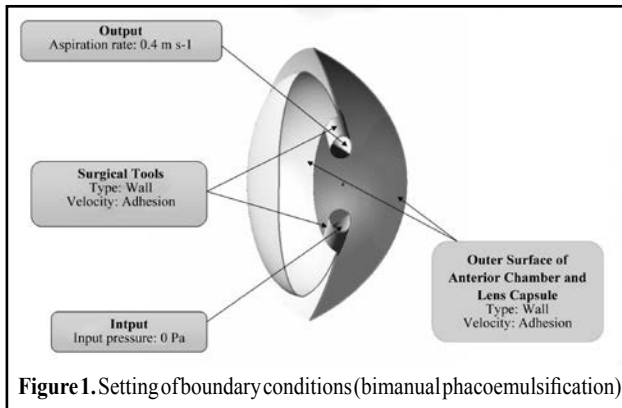 Output
Aspiration rate: 0.4 m s-I
Surgical Tools
Type: Wall
Velocity: Adhesion
Outer Surface of
Anterior Chamber and
Lens Capsule
Type: Wall
Velocity: Adhesion
Intput
Input pressure: 0 Pa
Figure 1. Setting of boundary conditions (bimanual phacoemulsification)